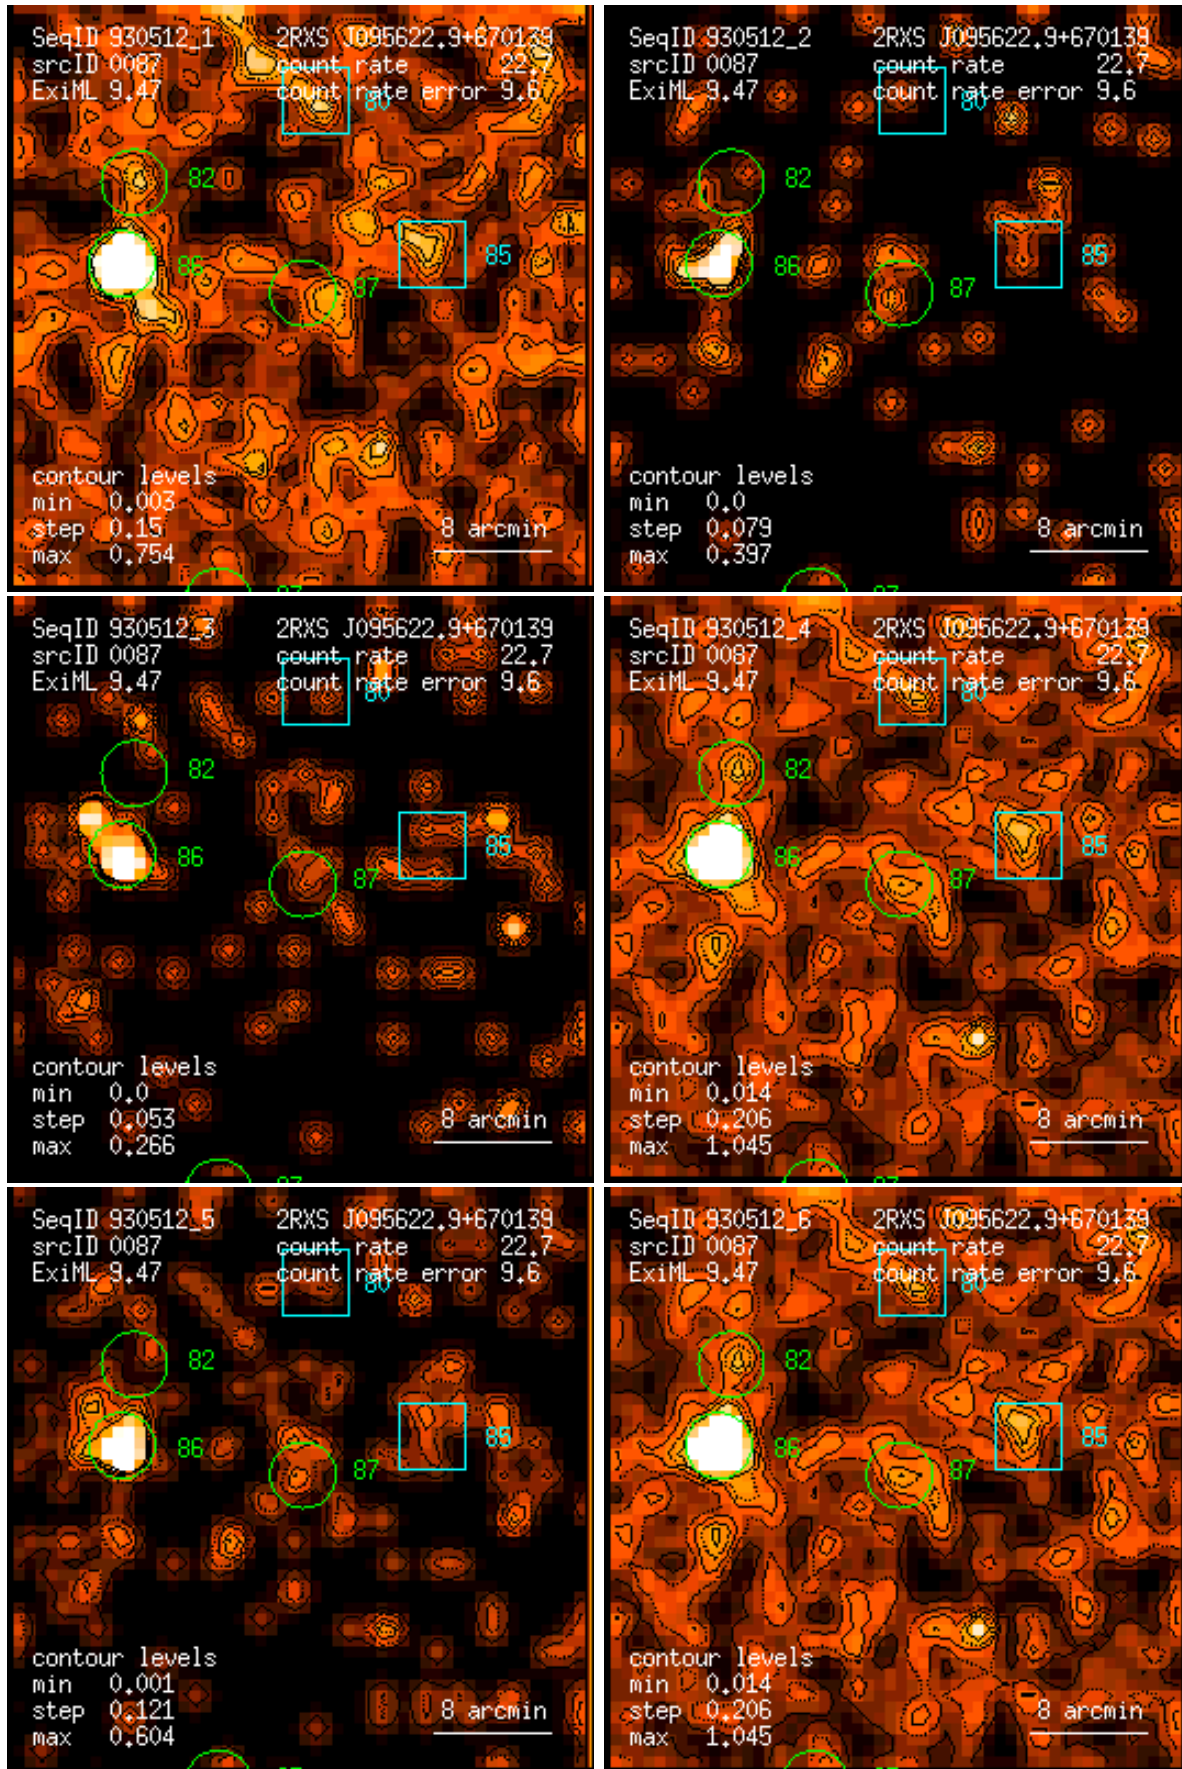 SeqID 930512_1 2RXS J095622.9+670139
srcID 0087 count rate 22.7
ExiML 9.47 count rate error 9.6
80
82
85
86
87
contour levels
min 0.003
step 0.15
max 0.754
8 arcmin
87
SeqID 930512_2 2RXS J095622.9+670139
srcID 0087 count rate 22.7
ExiML 9.47 count rate error 9.6
80
82
85
86
87
contour levels
min 0.0
step 0.079
max 0.397
8 arcmin
87
SeqID 930512_3 2RXS J095622.9+670139
srcID 0087 count rate 22.7
ExiML 9.47 count rate error 9.6
80
82
85
86
87
contour levels
min 0.0
step 0.053
max 0.266
8 arcmin
87
SeqID 930512_4 2RXS J095622.9+670139
srcID 0087 count rate 22.7
ExiML 9.47 count rate error 9.6
80
82
85
86
87
contour levels
min 0.014
step 0.206
max 1.045
8 arcmin
87
SeqID 930512_5 2RXS J095622.9+670139
srcID 0087 count rate 22.7
ExiML 9.47 count rate error 9.6
80
82
85
86
87
contour levels
min 0.001
step 0.121
max 0.604
8 arcmin
87
SeqID 930512_6 2RXS J095622.9+670139
srcID 0087 count rate 22.7
ExiML 9.47 count rate error 9.6
80
82
85
86
87
contour levels
min 0.014
step 0.206
max 1.045
8 arcmin
87